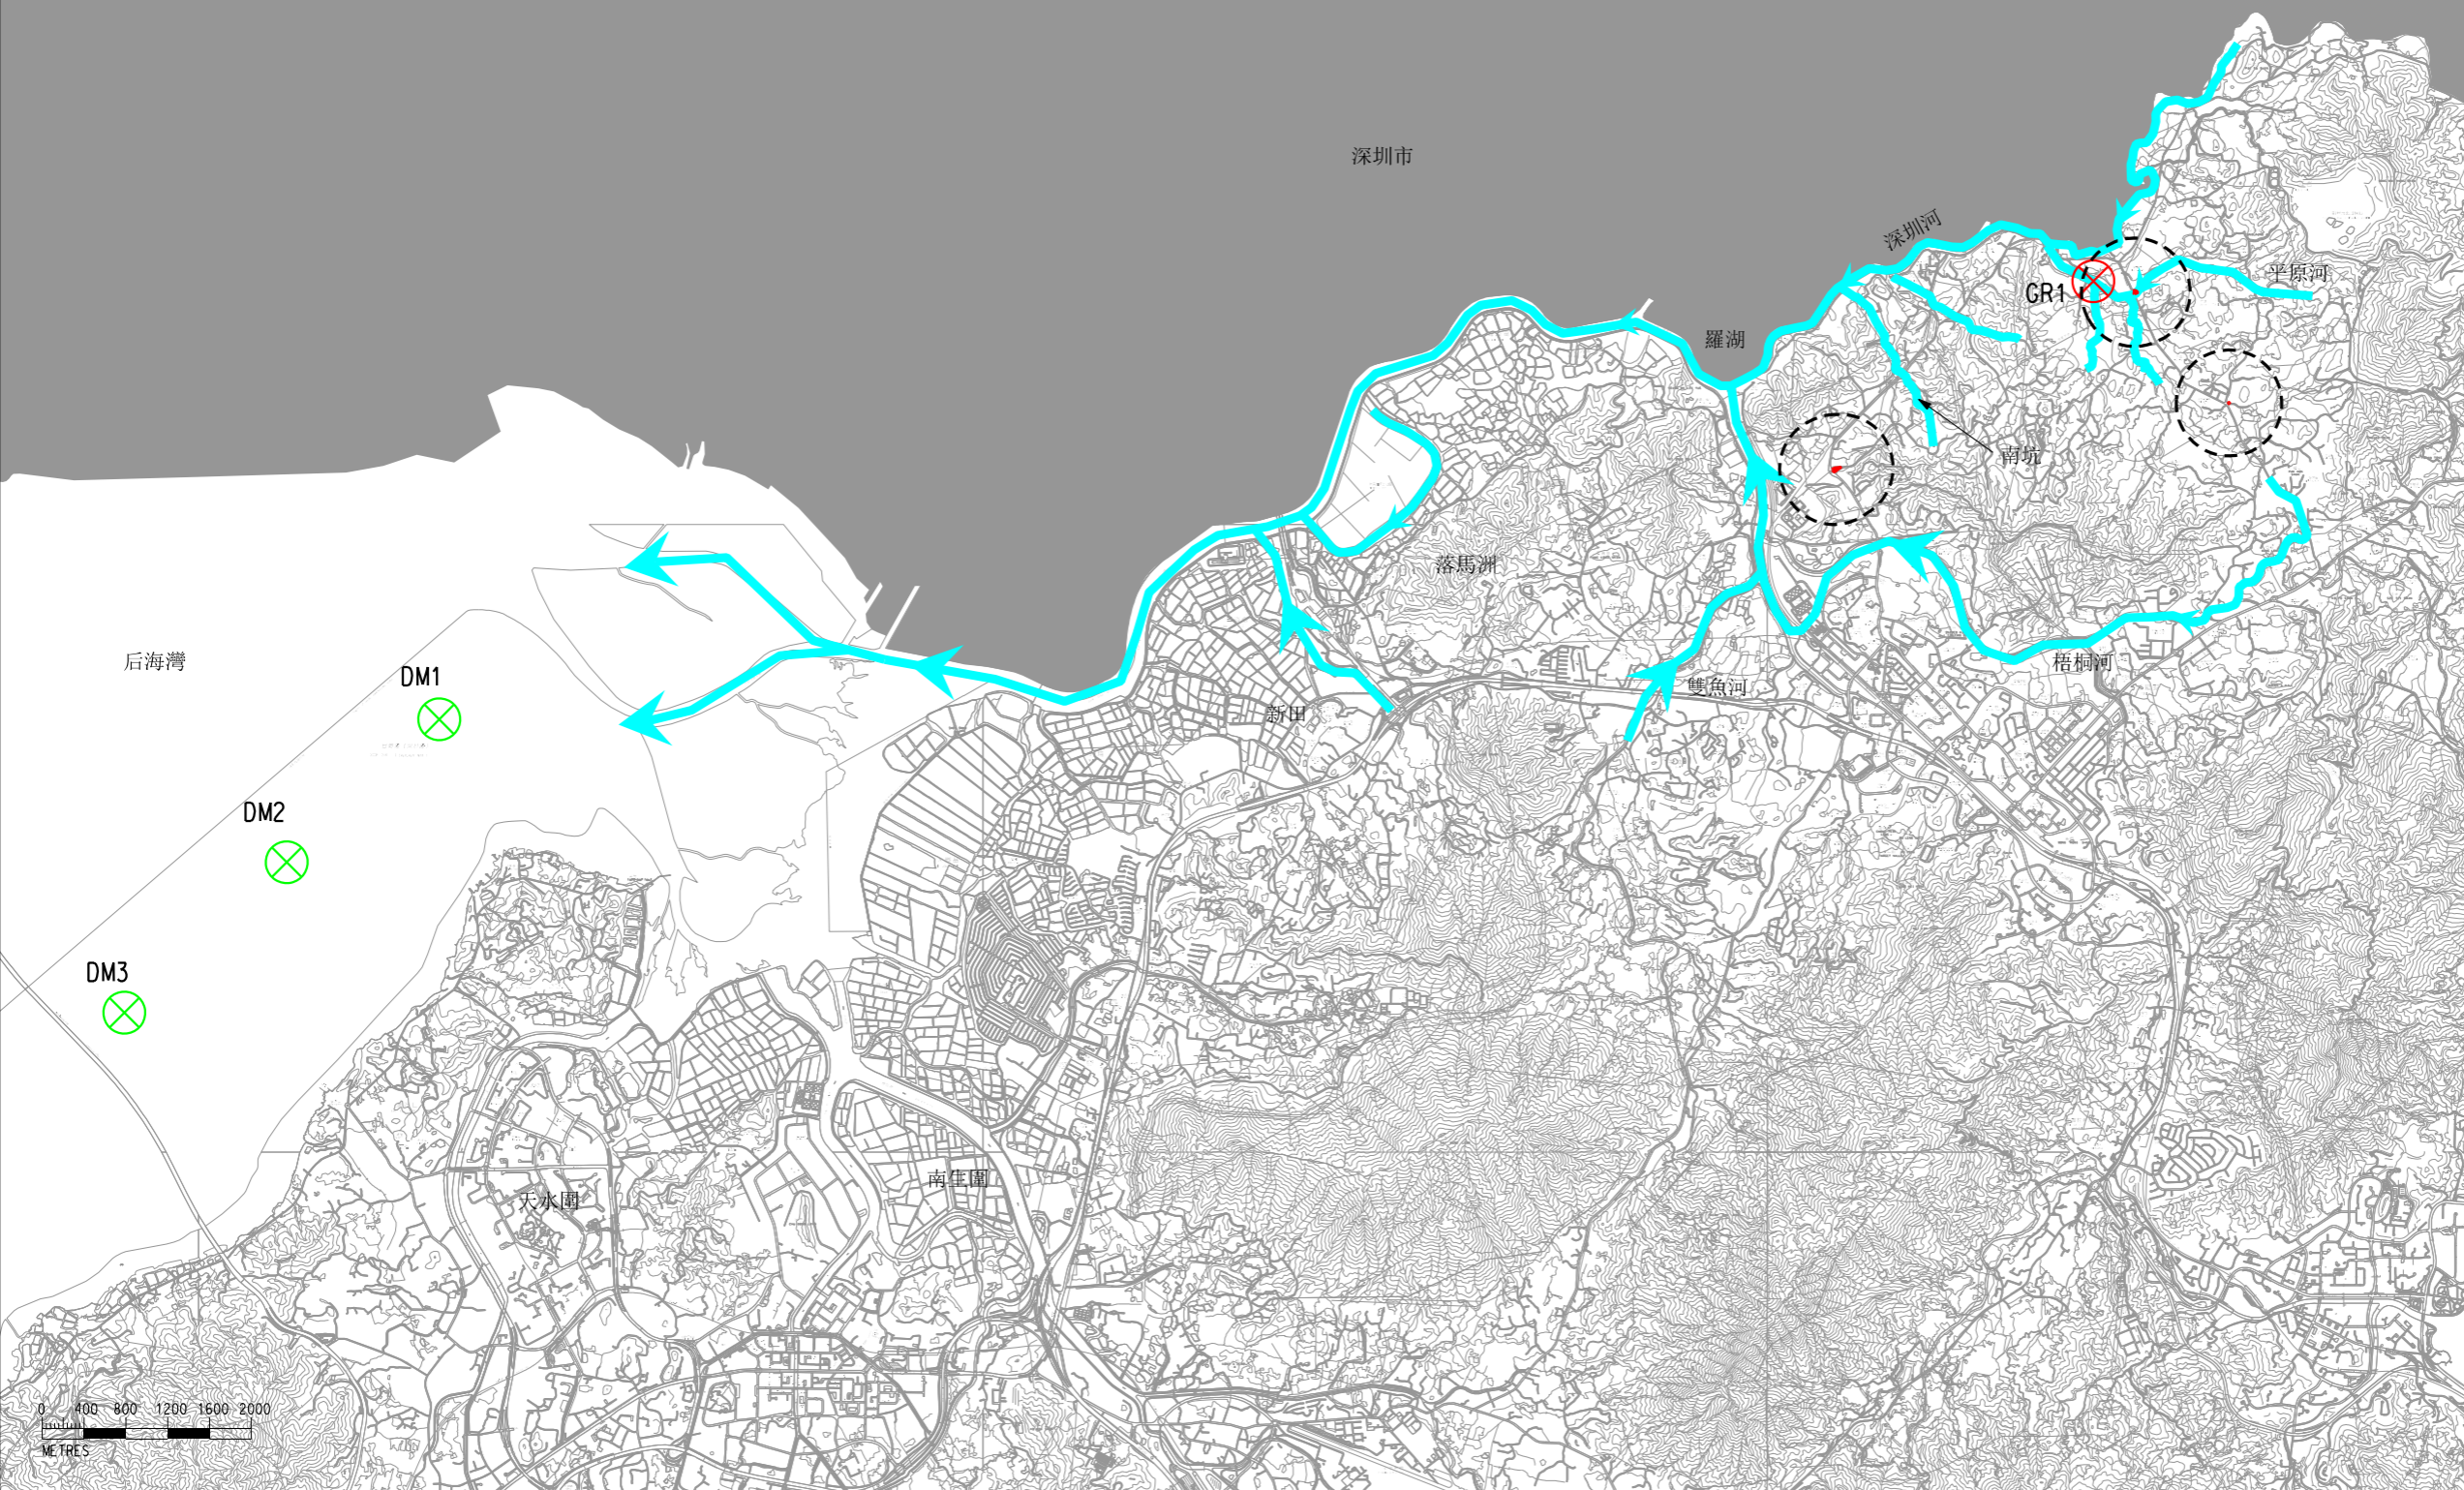 深圳市
深圳河
平原河
GR1
羅湖
南坑
落馬洲
后海灣
DM1
梧桐河
雙魚河
新田
DM2
DM3
南生圍
天水圍
0 400 800 1200 1600 2000
METRES